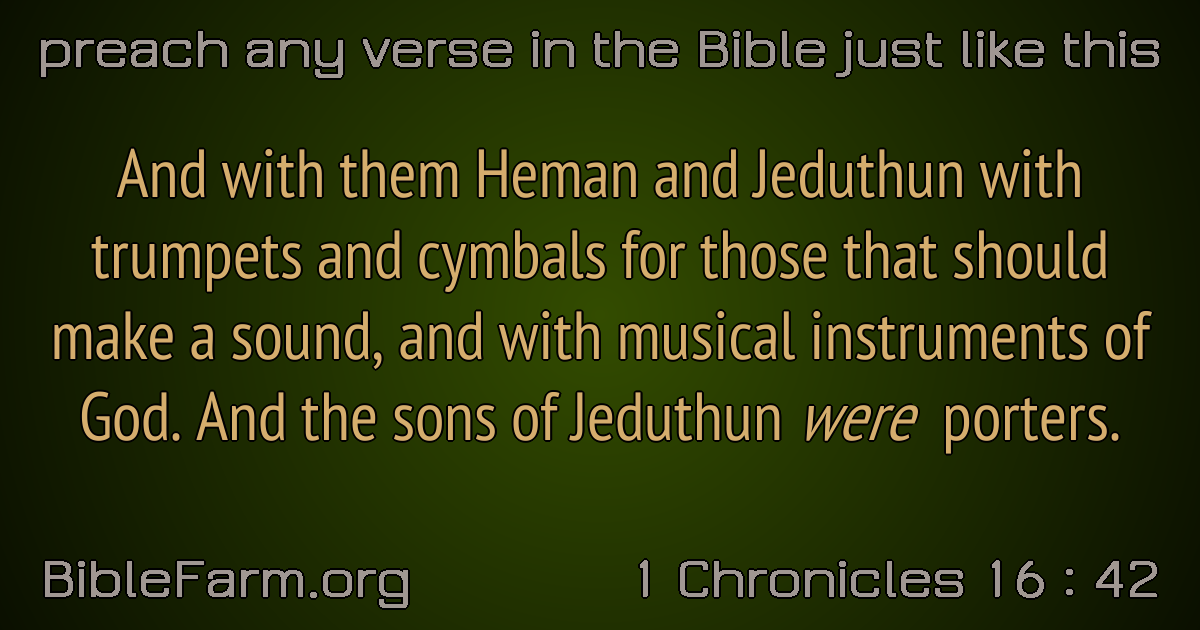 preach any verse in the Bible just like this
And with them Heman and Jeduthun with
trumpets and cymbals for those that should
make a sound, and with musical instruments of
God. And the sons of Jeduthun were porters.
BibleFarm.org
1 Chronicles 16 : 42